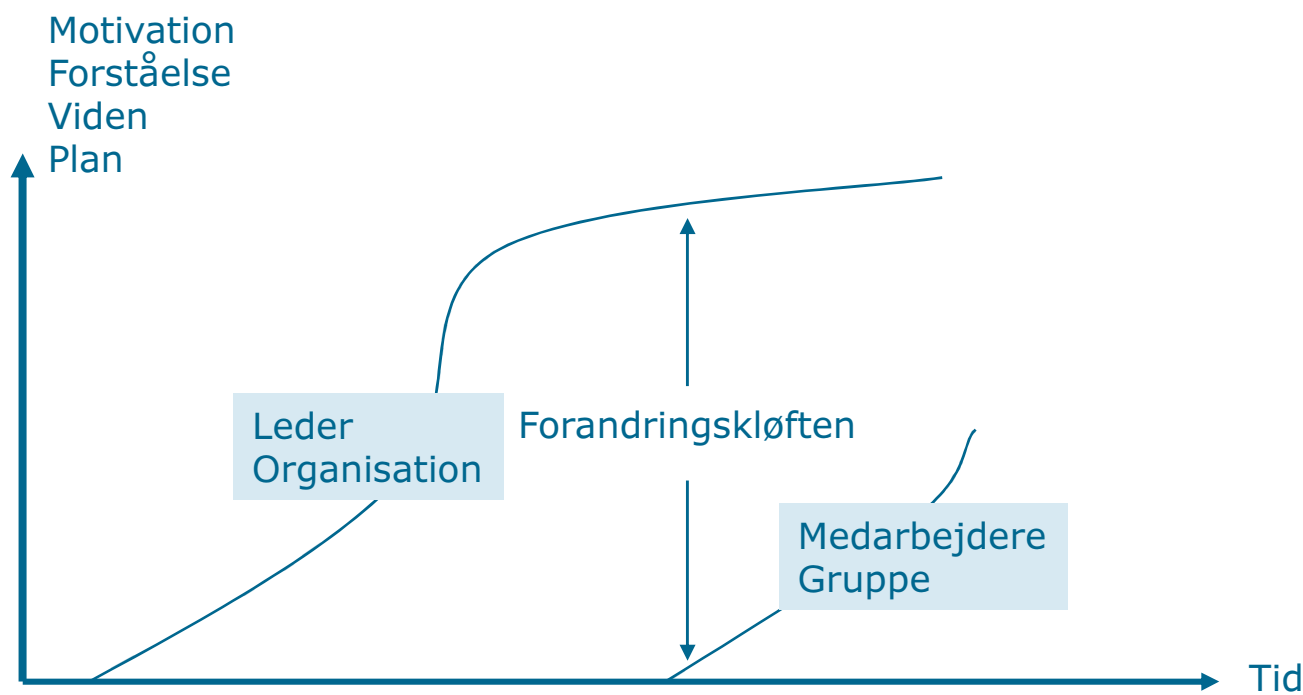 Motivation
Forståelse
Viden
Plan
Leder
Organisation
Forandringskløften
Medarbejdere
Gruppe
Tid